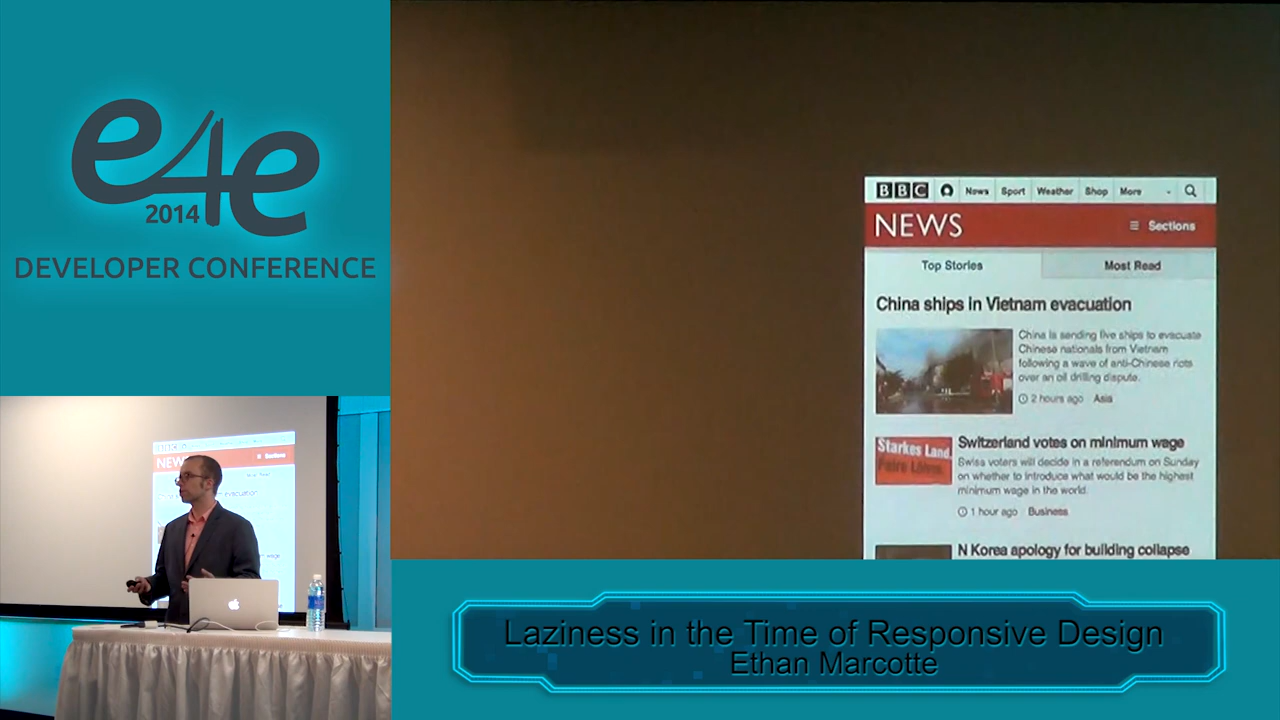 e4e
2014
DEVELOPER CONFERENCE
BBC News Sport Weather Shop More
NEWS
Sections
Top Stories Most Read
China ships in Vietnam evacuation
China is sending five ships to evacuate
Chinese nationals from Vietnam
following a wave of anti-Chinese riots
over an oil drilling dispute.
2 hours ago Asia
Starkes Land.
Switzerland votes on minimum wage
Swiss voters will decide in a referendum on Sunday
on whether to introduce what would be the highest
minimum wage in the world.
1 hour ago Business
N Korea apology for building collapse
NEWS
Sections
Laziness in the Time of Responsive Design
Ethan Marcotte